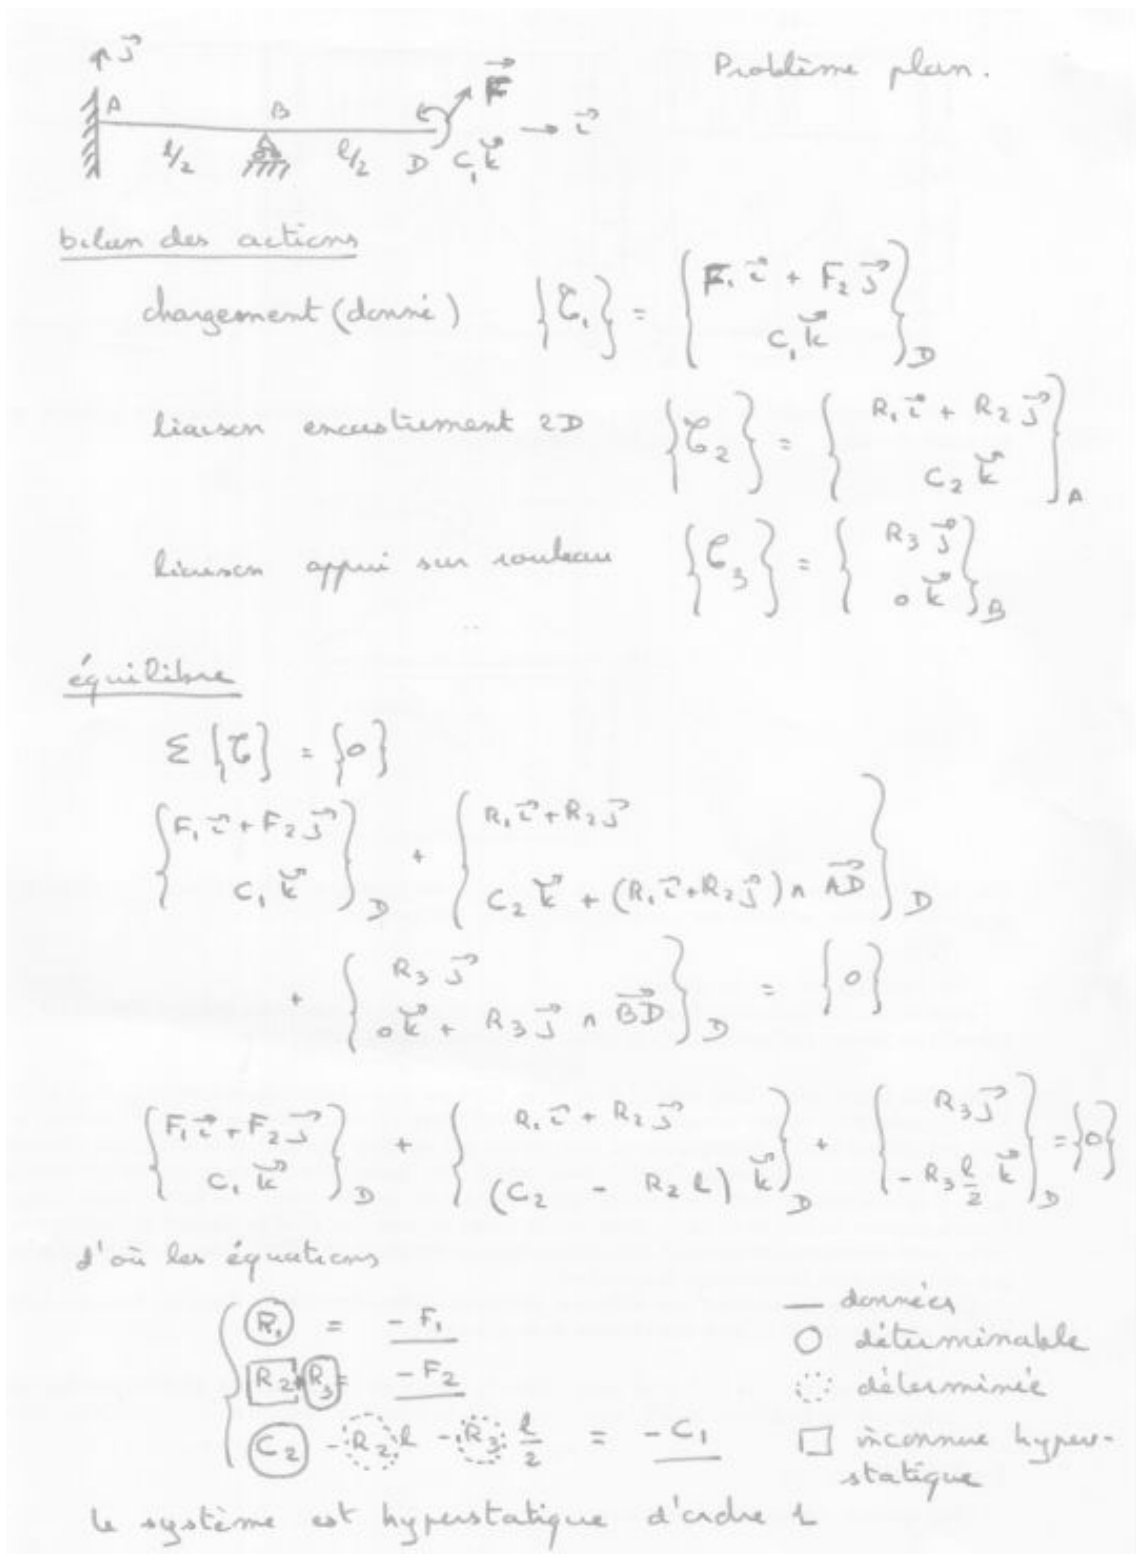 j⃗
Problème plan.
A B F⃗
i⃗
l/2 l/2 D C₁ k⃗
bilan des actions
chargement (donné) {𝒯₁} = { F₁ i⃗ + F₂ j⃗
C₁ k⃗ }D
liaison encastrement 2D {𝒯₂} = { R₁ i⃗ + R₂ j⃗
C₂ k⃗ }A
liaison appui sur rouleau {𝒯₃} = { R₃ j⃗
0 k⃗ }B
équilibre
Σ {𝒯} = {0}
{ F₁ i⃗ + F₂ j⃗ }D + { R₁ i⃗ + R₂ j⃗
C₁ k⃗ C₂ k⃗ + (R₁ i⃗ + R₂ j⃗) ∧ AD⃗ }D
+ { R₃ j⃗
0 k⃗ + R₃ j⃗ ∧ BD⃗ }D = {0}
{ F₁ i⃗ + F₂ j⃗ }D + { R₁ i⃗ + R₂ j⃗ }D + { R₃ j⃗ }D = {0}
C₁ k⃗ (C₂ - R₂ l) k⃗ - R₃ l/2 k⃗
d'où les équations
R₁ = - F₁
R₂ + R₃ = - F₂
C₂ - R₂ l - R₃ l/2 = - C₁
— données
○ déterminable
◌ déterminée
□ inconnue hyper-
statique
le système est hyperstatique d'ordre 1